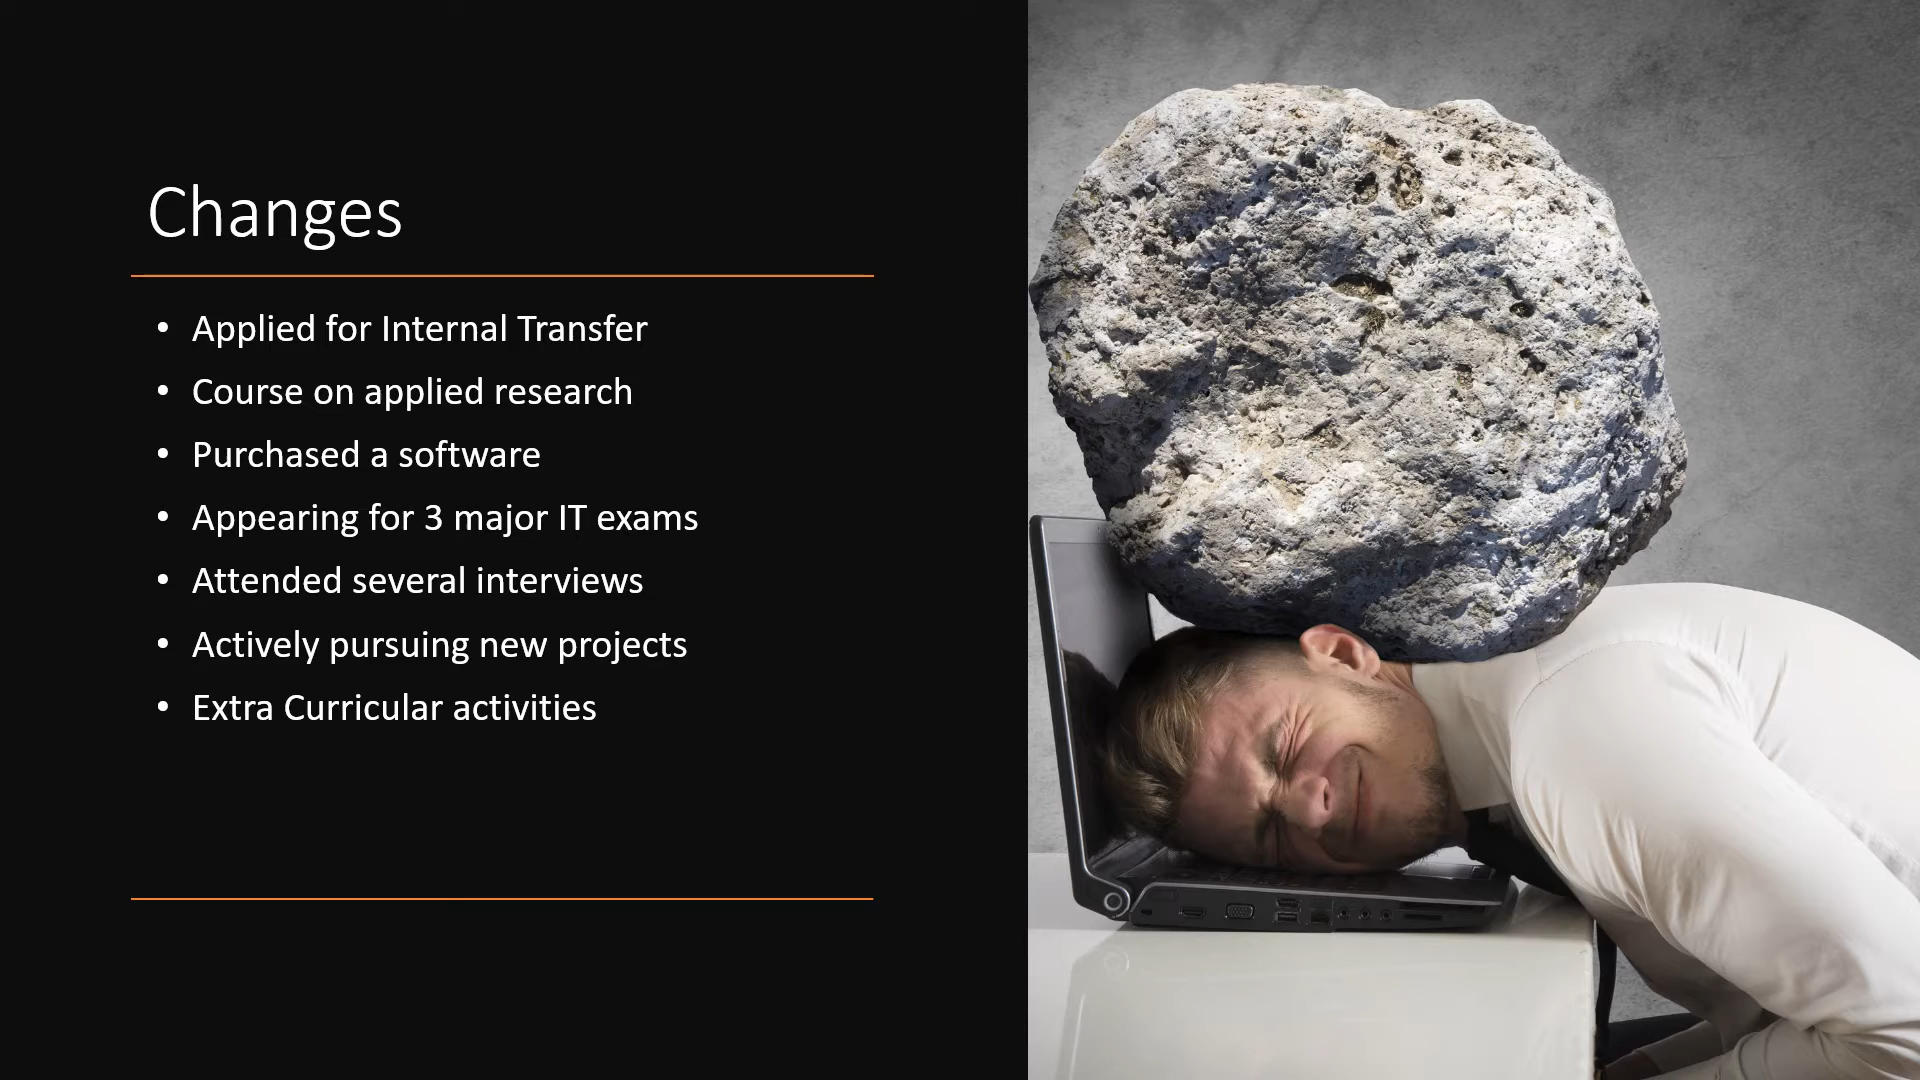 Changes
• Applied for Internal Transfer
• Course on applied research
• Purchased a software
• Appearing for 3 major IT exams
• Attended several interviews
• Actively pursuing new projects
• Extra Curricular activities